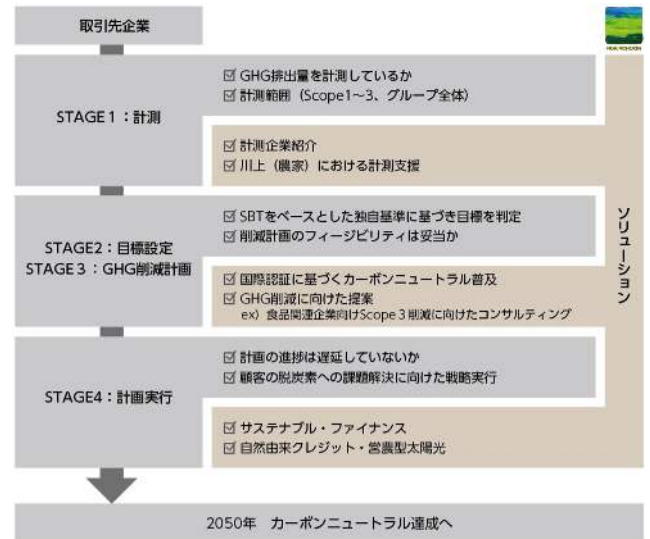 取引先企業
STAGE1：計測
☑ GHG排出量を計測しているか
☑ 計測範囲（Scope1～3、グループ全体）
☑ 計測企業紹介
☑ 川上（農家）における計測支援
STAGE2：目標設定
STAGE3：GHG削減計画
☑ SBTをベースとした独自基準に基づき目標を判定
☑ 削減計画のフィージビリティは妥当か
☑ 国際認証に基づくカーボンニュートラル普及
☑ GHG削減に向けた提案
ex）食品関連企業向けScope３削減に向けたコンサルティング
STAGE4：計画実行
☑ 計画の進捗は遅延していないか
☑ 顧客の脱炭素への課題解決に向けた戦略実行
☑ サステナブル・ファイナンス
☑ 自然由来クレジット・営農型太陽光
ソリューション
2050年　カーボンニュートラル達成へ